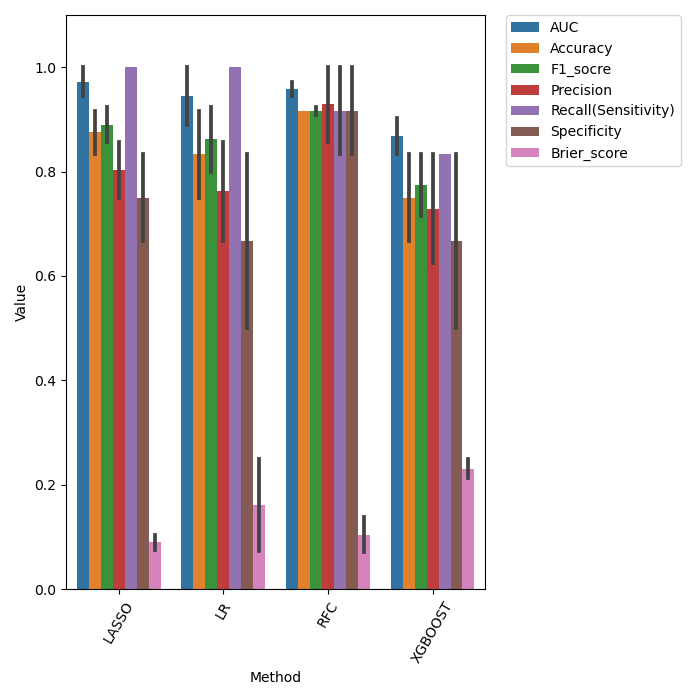 AUC
Accuracy
F1_socre
Precision
Recall(Sensitivity)
Specificity
Brier_score
1.0
0.8
0.6
0.4
0.2
0.0
Value
LASSO
LR
RFC
XGBOOST
Method